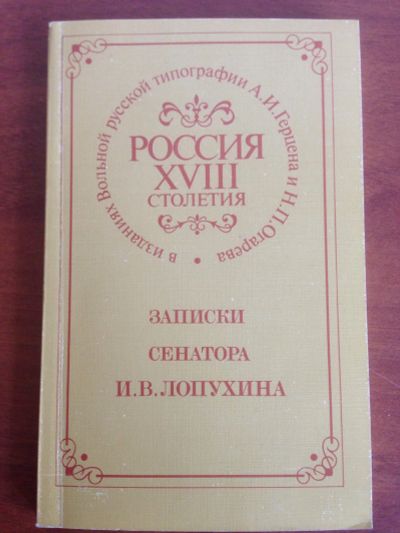 в изданиях Вольной русской типографии А.И.Герцена и Н.П.Огарева
РОССИЯ
XVIII
СТОЛЕТИЯ
ЗАПИСКИ
СЕНАТОРА
И.В.ЛОПУХИНА